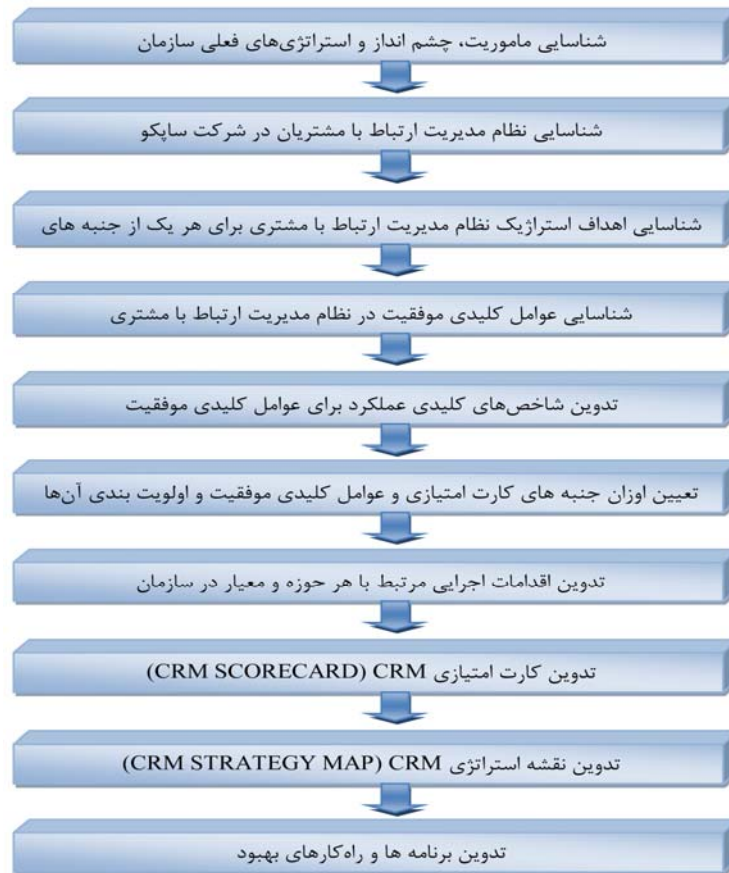 شناسایی ماموریت، چشم انداز و استراتژی‌های فعلی سازمان
شناسایی نظام مدیریت ارتباط با مشتریان در شرکت ساپکو
شناسایی اهداف استراژیک نظام مدیریت ارتباط با مشتری برای هر یک از جنبه های
شناسایی عوامل کلیدی موفقیت در نظام مدیریت ارتباط با مشتری
تدوین شاخص‌های کلیدی عملکرد برای عوامل کلیدی موفقیت
تعیین اوزان جنبه های کارت امتیازی و عوامل کلیدی موفقیت و اولویت بندی آن‌ها
تدوین اقدامات اجرایی مرتبط با هر حوزه و معیار در سازمان
تدوین کارت امتیازی CRM (CRM SCORECARD)
تدوین نقشه استراتژی CRM (CRM STRATEGY MAP)
تدوین برنامه ها و راه‌کارهای بهبود